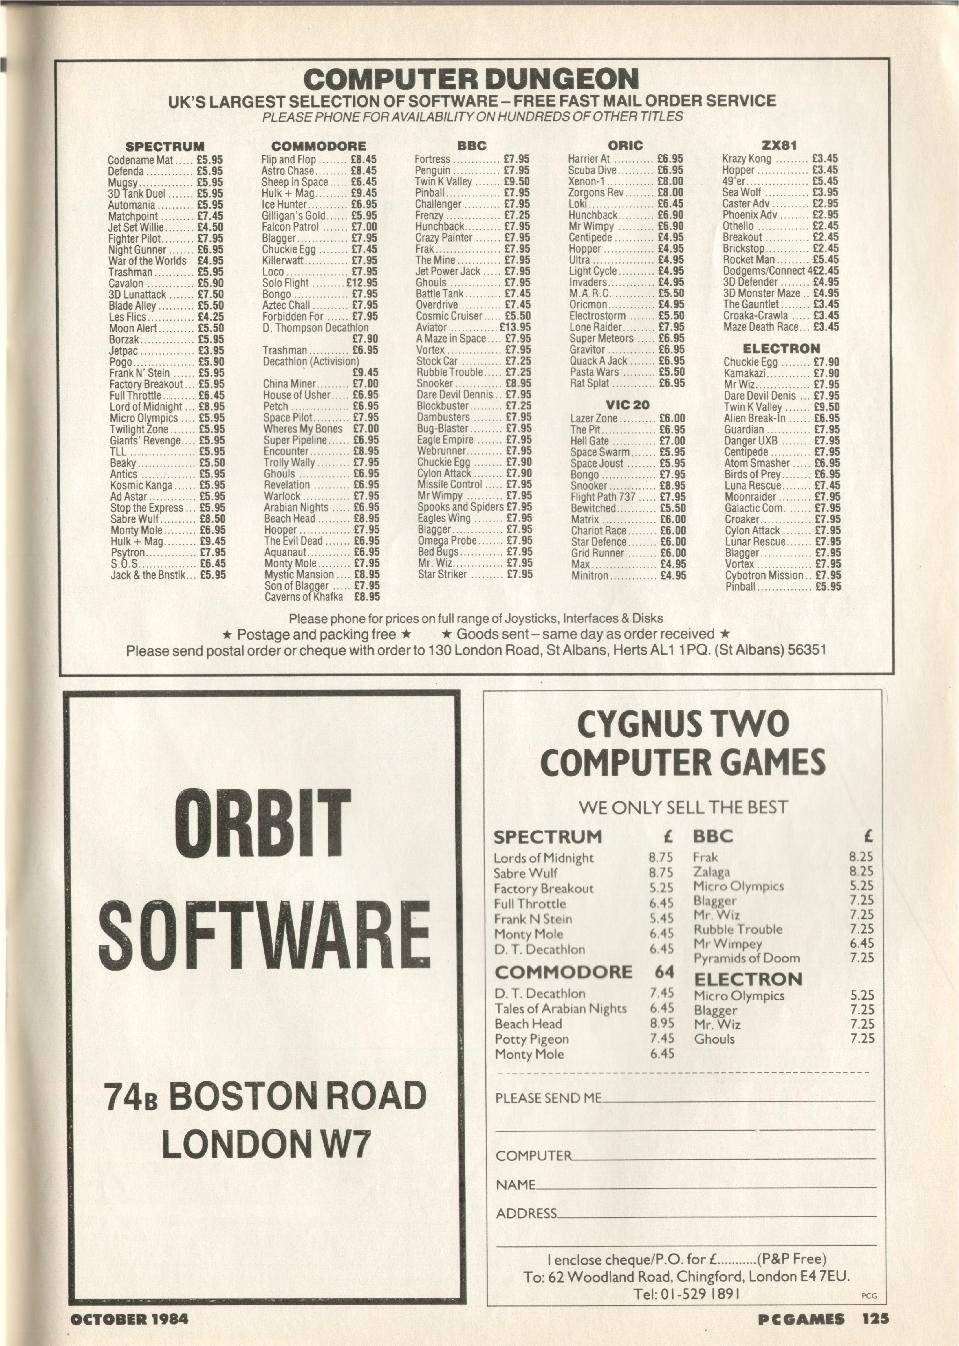 COMPUTER DUNGEON
UK'S LARGEST SELECTION OF SOFTWARE – FREE FAST MAIL ORDER SERVICE
PLEASE PHONE FOR AVAILABILITY ON HUNDREDS OF OTHER TITLES
SPECTRUM
Codename Mat ..... £5.95
Defenda ........... £5.95
Mugsy .............. £5.95
3D Tank Duel ...... £5.95
Automania ......... £5.95
Matchpoint ........ £7.45
Jet Set Willie ....... £4.50
Fighter Pilot ........ £7.95
Night Gunner ...... £6.95
War of the Worlds £4.95
Trashman .......... £5.95
Cavalon ............ £5.90
3D Lunattack ...... £7.50
Blade Alley ......... £5.50
Les Flics ............ £4.25
Moon Alert ......... £5.50
Borzak .............. £5.95
Jetpac .............. £3.95
Pogo ................ £5.90
Frank N' Stein ..... £5.95
Factory Breakout ... £5.95
Full Throttle ........ £6.45
Lord of Midnight ... £8.95
Micro Olympics .... £5.95
Twilight Zone ...... £5.95
Giants' Revenge .... £5.95
TLL ................. £5.95
Beaky ............... £5.50
Antics .............. £5.95
Kosmic Kanga ...... £5.95
Ad Astar ............ £5.95
Stop the Express ... £5.95
Sabre Wulf ......... £8.50
Monty Mole ........ £6.95
Hulk + Mag ........ £9.45
Psytron ............. £7.95
S.O.S ............... £6.45
Jack & the Bnstlk ... £5.95
COMMODORE
Flip and Flop ........ £8.45
Astro Chase ........ £8.45
Sheep in Space .... £6.45
Hulk + Mag ........ £9.45
Ice Hunter .......... £6.95
Gilligan's Gold ..... £5.95
Falcon Patrol ....... £7.00
Blagger ............. £7.95
Chuckie Egg ....... £7.45
Killerwatt ........... £7.95
Loco ................ £7.95
Solo Flight ......... £12.95
Bongo .............. £7.95
Aztec Chall ......... £7.95
Forbidden For ...... £7.95
D. Thompson Decathlon
£7.90
Trashman .......... £6.95
Decathlon (Activision)
£9.45
China Miner ........ £7.00
House of Usher .... £6.95
Petch ............... £6.95
Space Pilot ......... £7.95
Wheres My Bones £7.00
Super Pipeline ...... £6.95
Encounter .......... £8.95
Trolly Wally ........ £7.95
Ghouls ............. £6.95
Revelation ......... £6.95
Warlock ............ £7.95
Arabian Nights ..... £6.95
Beach Head ........ £8.95
Hooper ............. £7.95
The Evil Dead ...... £6.95
Aquanaut ........... £6.95
Monty Mole ........ £7.95
Mystic Mansion .... £8.95
Son of Blagger ..... £7.95
Caverns of Khafka £8.95
BBC
Fortress ............ £7.95
Penguin ............ £7.95
Twin K Valley ...... £9.50
Pinball .............. £7.95
Challenger .......... £7.95
Frenzy .............. £7.25
Hunchback ......... £7.95
Crazy Painter ....... £7.95
Frak ................ £7.95
The Mine ........... £7.95
Jet Power Jack ..... £7.95
Ghouls ............. £7.95
Battle Tank ......... £7.45
Overdrive .......... £7.45
Cosmic Cruiser ..... £5.50
Aviator ............ £13.95
A Maze in Space .... £7.95
Vortex .............. £7.95
Stock Car .......... £7.25
Rubble Trouble ..... £7.25
Snooker ............ £8.95
Dare Devil Dennis .. £7.95
Blockbuster ........ £7.25
Dambusters ........ £7.95
Bug-Blaster ........ £7.95
Eagle Empire ....... £7.95
Webrunner ......... £7.95
Chuckie Egg ....... £7.90
Cylon Attack ....... £7.90
Missile Control ..... £7.95
Mr Wimpy ......... £7.95
Spooks and Spiders £7.95
Eagles Wing ....... £7.95
Blagger ............. £7.95
Omega Probe ...... £7.95
Bed Bugs ........... £7.95
Mr. Wiz ............. £7.95
Star Striker ......... £7.95
ORIC
Harrier At .......... £6.95
Scuba Dive ......... £6.95
Xenon-1 ............ £8.00
Zorgons Rev ....... £8.00
Loki ................. £6.45
Hunchback ......... £6.90
Mr Wimpy ......... £6.90
Centipede .......... £4.95
Hopper ............. £4.95
Ultra ................ £4.95
Light Cycle ......... £4.95
Invaders ............ £4.95
M.A.R.C. ........... £5.50
Oricmon ............ £4.95
Electrostorm ....... £5.50
Lone Raider ........ £7.95
Super Meteors ..... £6.95
Gravitor ............ £6.95
Quack A Jack ...... £6.95
Pasta Wars ........ £5.50
Rat Splat ........... £6.95
VIC 20
Lazer Zone ......... £6.00
The Pit .............. £6.95
Hell Gate ........... £7.00
Space Swarm ...... £5.95
Space Joust ........ £5.95
Bongo .............. £7.95
Snooker ............ £8.95
Flight Path 737 ..... £7.95
Bewitched .......... £5.50
Matrix .............. £6.00
Chariot Race ....... £6.00
Star Defence ....... £6.00
Grid Runner ........ £6.00
Max ................. £4.95
Minitron ............ £4.95
ZX81
Krazy Kong ......... £3.45
Hopper ............. £3.45
49'er ................ £5.45
Sea Wolf ........... £3.95
Caster Adv ......... £2.95
Phoenix Adv ....... £2.95
Othello ............. £2.45
Breakout ........... £2.45
Brickstop ........... £2.45
Rocket Man ........ £5.45
Dodgems/Connect 4£2.45
3D Defender ........ £4.95
3D Monster Maze .. £4.95
The Gauntlet ....... £3.45
Croaka-Crawla ..... £3.45
Maze Death Race ... £3.45
ELECTRON
Chuckie Egg ....... £7.90
Kamakazi ........... £7.90
Mr Wiz .............. £7.95
Dare Devil Denis ... £7.95
Twin K Valley ...... £9.50
Alien Break-In ...... £6.95
Guardian ........... £7.95
Danger UXB ........ £7.95
Centipede .......... £7.95
Atom Smasher ..... £6.95
Birds of Prey ....... £6.95
Luna Rescue ....... £7.45
Moonraider ........ £7.95
Galactic Com. ...... £7.95
Croaker ............. £7.95
Cylon Attack ....... £7.95
Lunar Rescue ...... £7.95
Blagger ............. £7.95
Vortex .............. £7.95
Cybotron Mission .. £7.95
Pinball .............. £5.95
Please phone for prices on full range of Joysticks, Interfaces & Disks
★ Postage and packing free ★ ★ Goods sent – same day as order received ★
Please send postal order or cheque with order to 130 London Road, St Albans, Herts AL1 1PQ. (St Albans) 56351
ORBIT
SOFTWARE
74B BOSTON ROAD
LONDON W7
CYGNUS TWO
COMPUTER GAMES
WE ONLY SELL THE BEST
SPECTRUM £
Lords of Midnight 8.75
Sabre Wulf 8.75
Factory Breakout 5.25
Full Throttle 6.45
Frank N Stein 5.45
Monty Mole 6.45
D. T. Decathlon 6.45
COMMODORE 64
D. T. Decathlon 7.45
Tales of Arabian Nights 6.45
Beach Head 8.95
Potty Pigeon 7.45
Monty Mole 6.45
BBC £
Frak 8.25
Zalaga 8.25
Micro Olympics 5.25
Blagger 7.25
Mr. Wiz 7.25
Rubble Trouble 7.25
Mr Wimpey 6.45
Pyramids of Doom 7.25
ELECTRON
Micro Olympics 5.25
Blagger 7.25
Mr. Wiz 7.25
Ghouls 7.25
PLEASE SEND ME
COMPUTER
NAME
ADDRESS
I enclose cheque/P.O. for £..........(P&P Free)
To: 62 Woodland Road, Chingford, London E4 7EU.
Tel: 01-529 1891
PCG
OCTOBER 1984
PCGAMES 125